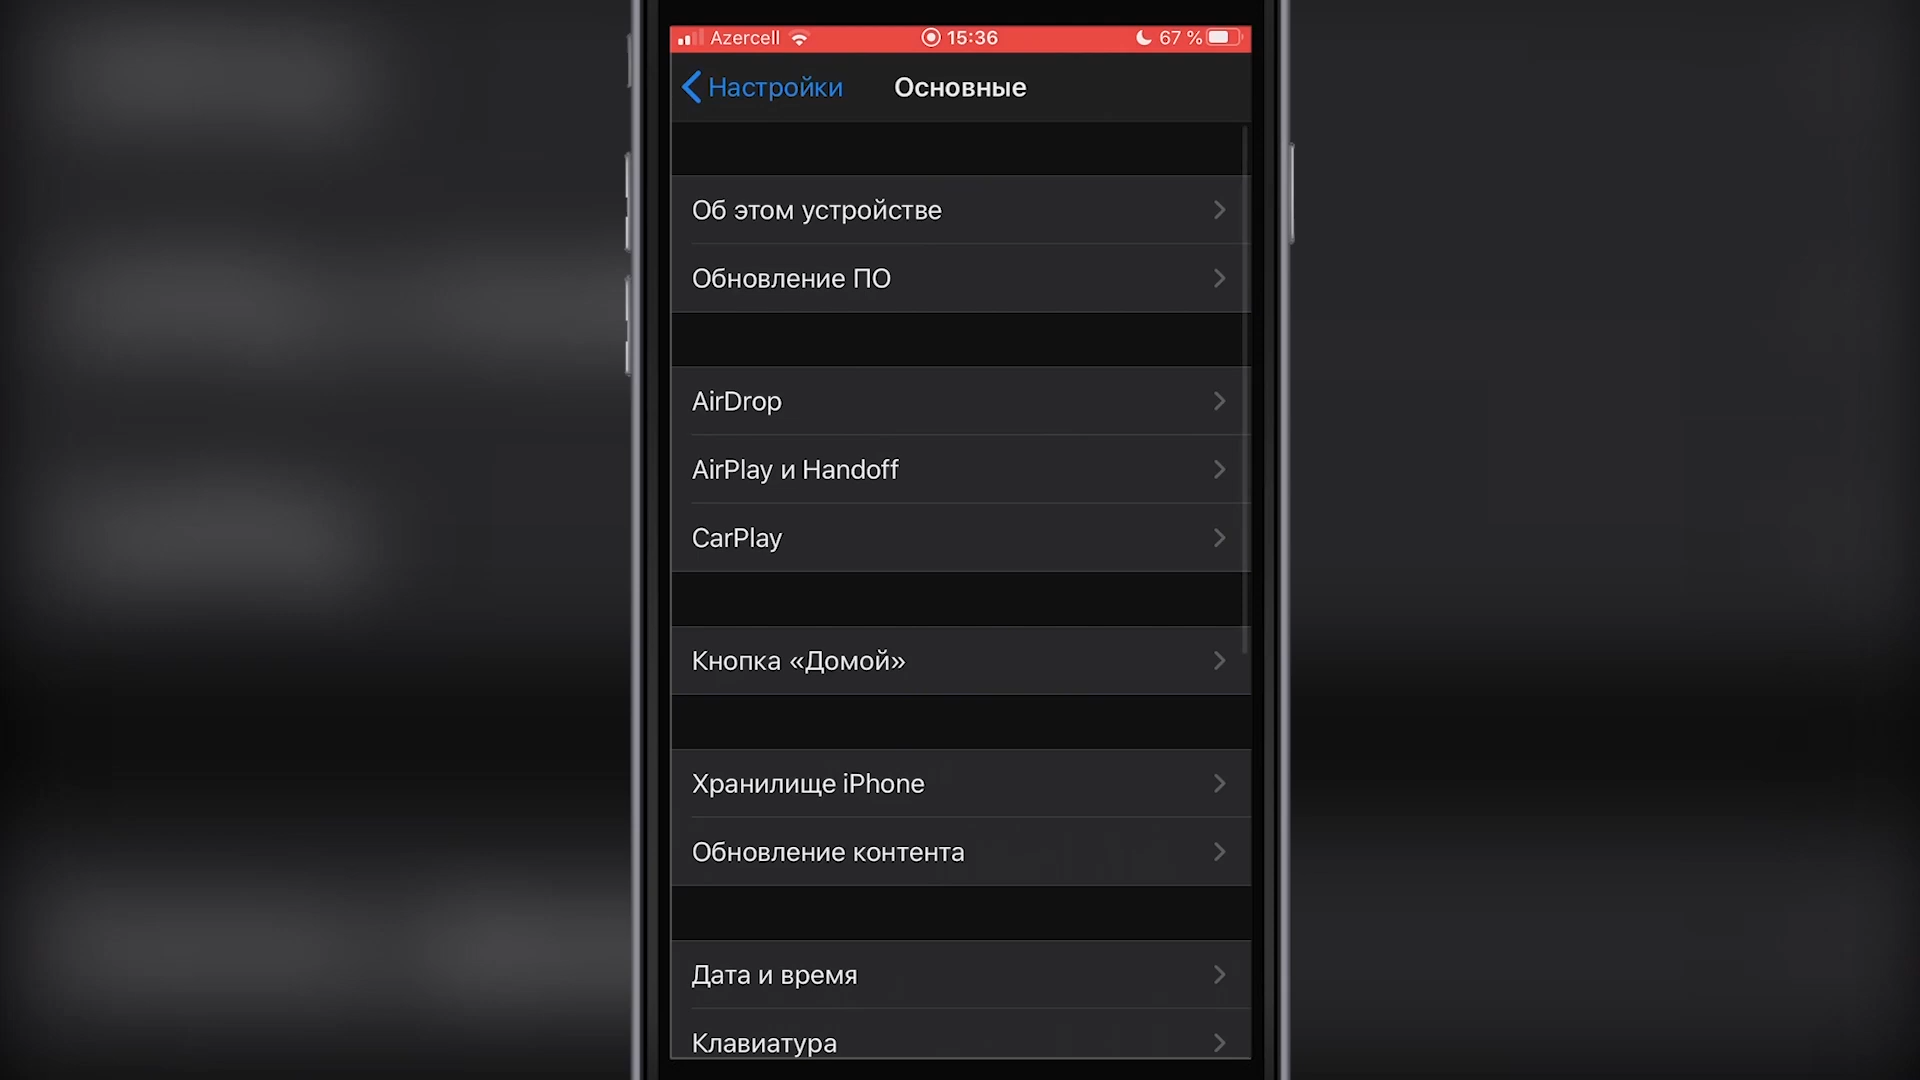 Azercell 15:36 67 %
Настройки Основные
Об этом устройстве
Обновление ПО
AirDrop
AirPlay и Handoff
CarPlay
Кнопка «Домой»
Хранилище iPhone
Обновление контента
Дата и время
Клавиатура